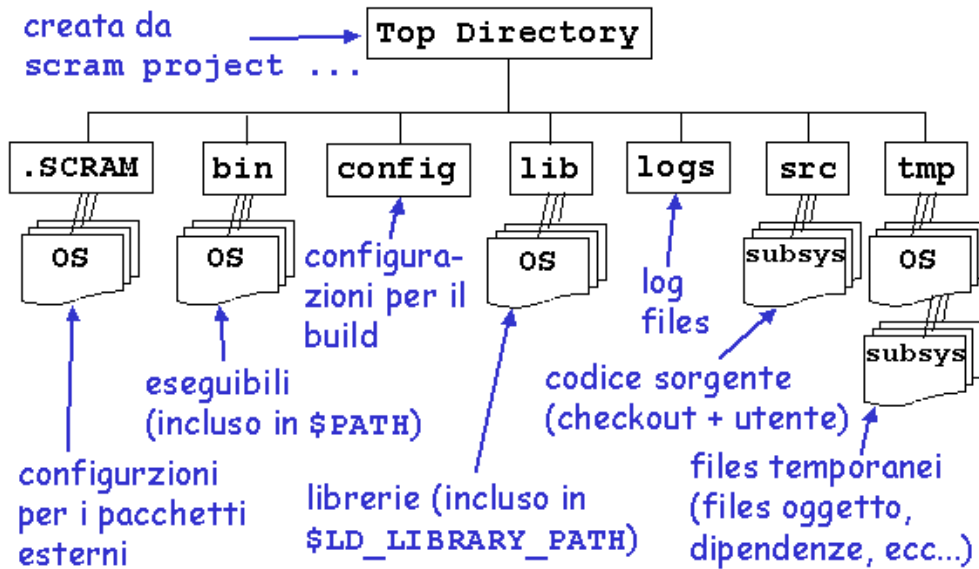 creata da
scram project ...
Top Directory
.SCRAM
bin
config
lib
logs
src
tmp
OS
OS
OS
subsys
OS
subsys
configura-
zioni per il
build
log
files
eseguibili
(incluso in $PATH)
codice sorgente
(checkout + utente)
configurzioni
per i pacchetti
esterni
librerie (incluso in
$LD_LIBRARY_PATH)
files temporanei
(files oggetto,
dipendenze, ecc...)